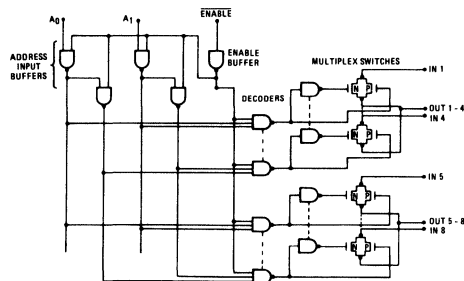 A0
A1
ENABLE
ADDRESS
INPUT
BUFFERS
ENABLE
BUFFER
MULTIPLEX SWITCHES
DECODERS
IN 1
N P
OUT 1 - 4
IN 4
N P
IN 5
N P
OUT 5 - 8
IN 8
N P